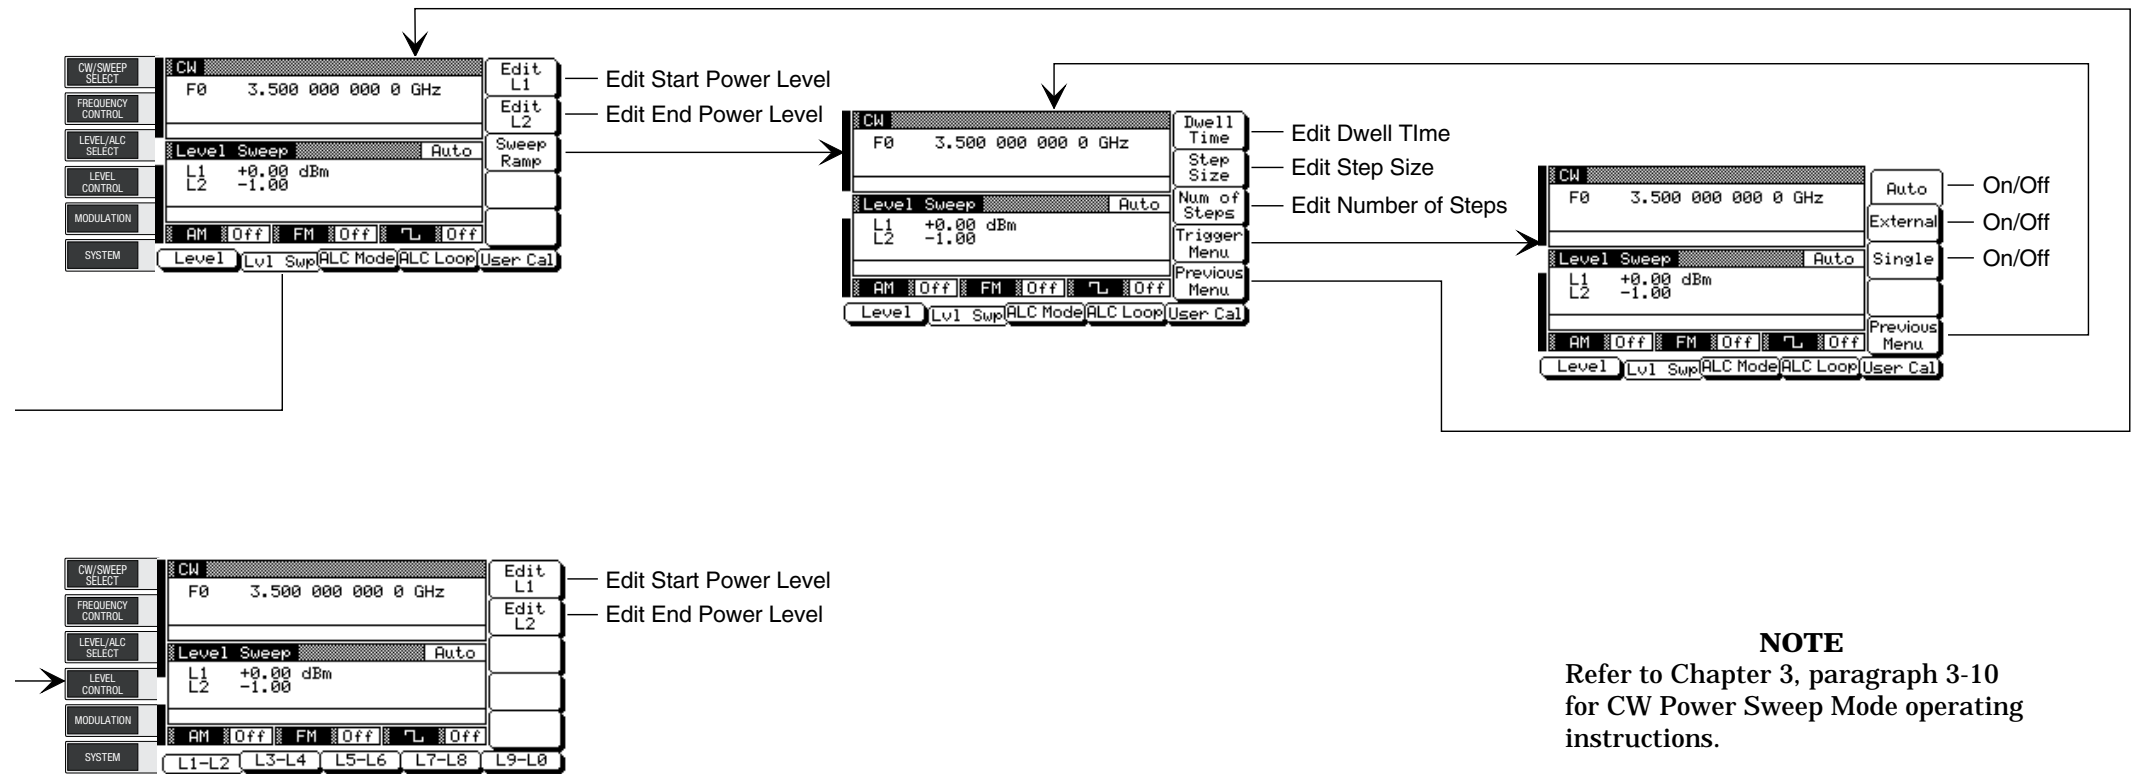 CW/SWEEP
SELECT
FREQUENCY
CONTROL
LEVEL/ALC
SELECT
LEVEL
CONTROL
MODULATION
SYSTEM
CW
F0 3.500 000 000 0 GHz
Level Sweep Auto
L1 +0.00 dBm
L2 -1.00
AM Off FM Off Off
Edit
L1
Edit
L2
Sweep
Ramp
Level Lvl Swp ALC Mode ALC Loop User Cal
Edit Start Power Level
Edit End Power Level
CW
F0 3.500 000 000 0 GHz
Level Sweep Auto
L1 +0.00 dBm
L2 -1.00
AM Off FM Off Off
Dwell
Time
Step
Size
Num of
Steps
Trigger
Menu
Previous
Menu
Level Lvl Swp ALC Mode ALC Loop User Cal
Edit Dwell TIme
Edit Step Size
Edit Number of Steps
CW
F0 3.500 000 000 0 GHz
Level Sweep Auto
L1 +0.00 dBm
L2 -1.00
AM Off FM Off Off
Auto
External
Single
Previous
Menu
Level Lvl Swp ALC Mode ALC Loop User Cal
On/Off
On/Off
On/Off
CW/SWEEP
SELECT
FREQUENCY
CONTROL
LEVEL/ALC
SELECT
LEVEL
CONTROL
MODULATION
SYSTEM
CW
F0 3.500 000 000 0 GHz
Level Sweep Auto
L1 +0.00 dBm
L2 -1.00
AM Off FM Off Off
Edit
L1
Edit
L2
L1-L2 L3-L4 L5-L6 L7-L8 L9-L0
Edit Start Power Level
Edit End Power Level
NOTE
Refer to Chapter 3, paragraph 3-10
for CW Power Sweep Mode operating
instructions.